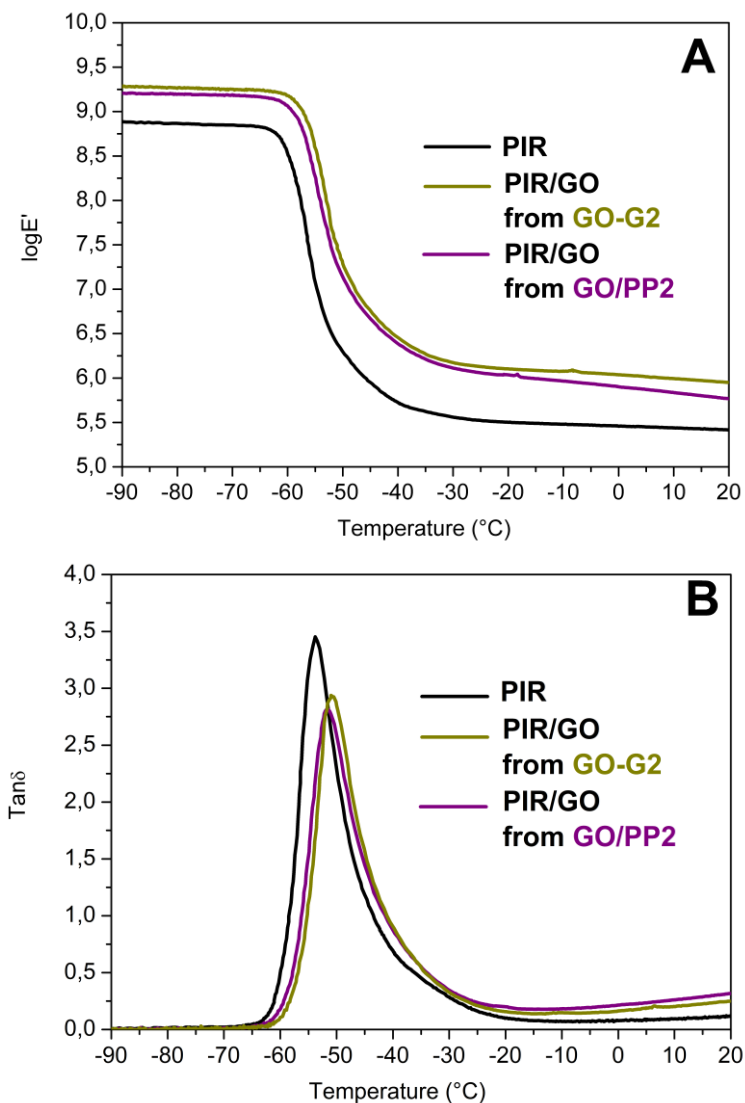 A
10,0
9,5
9,0
8,5
8,0
7,5
7,0
6,5
6,0
5,5
5,0
logE'
PIR
PIR/GO
from GO-G2
PIR/GO
from GO/PP2
-90 -80 -70 -60 -50 -40 -30 -20 -10 0 10 20
Temperature (°C)
B
4,0
3,5
3,0
2,5
2,0
1,5
1,0
0,5
0,0
Tanδ
PIR
PIR/GO
from GO-G2
PIR/GO
from GO/PP2
-90 -80 -70 -60 -50 -40 -30 -20 -10 0 10 20
Temperature (°C)